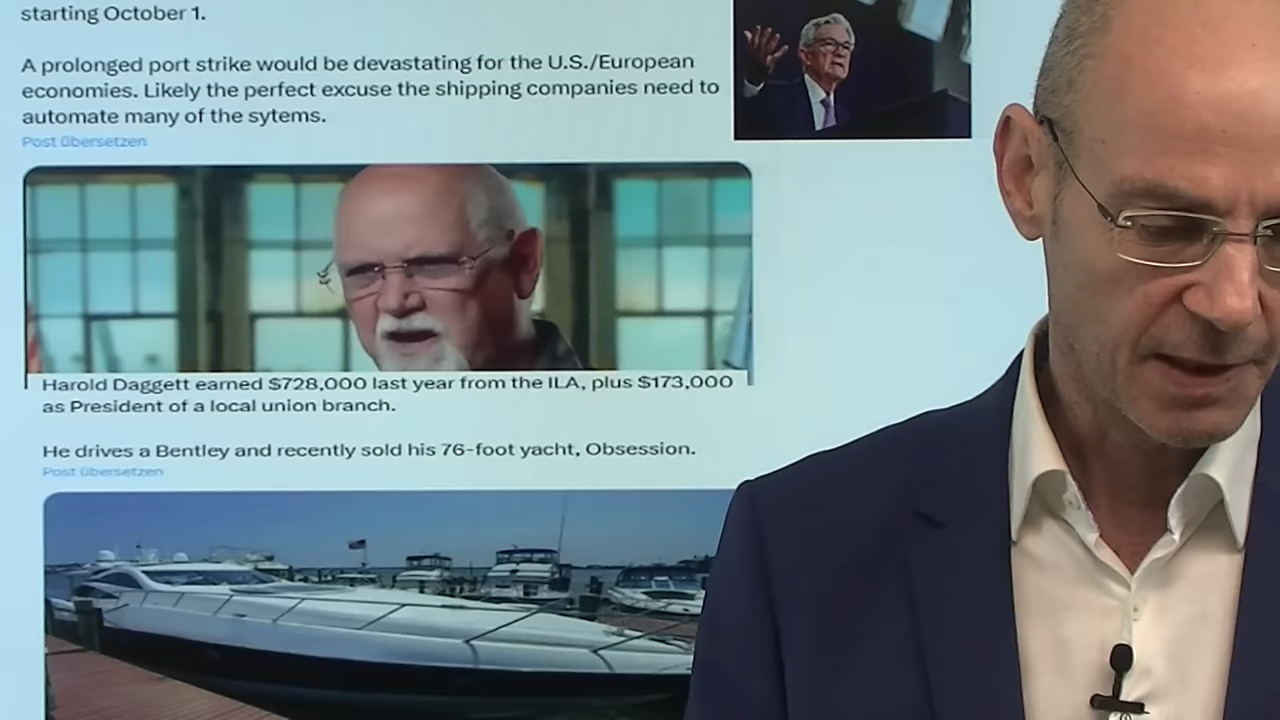 starting October 1.
A prolonged port strike would be devastating for the U.S./European
economies. Likely the perfect excuse the shipping companies need to
automate many of the sytems.
Post übersetzen
Harold Daggett earned $728,000 last year from the ILA, plus $173,000
as President of a local union branch.
He drives a Bentley and recently sold his 76-foot yacht, Obsession.
Post übersetzen